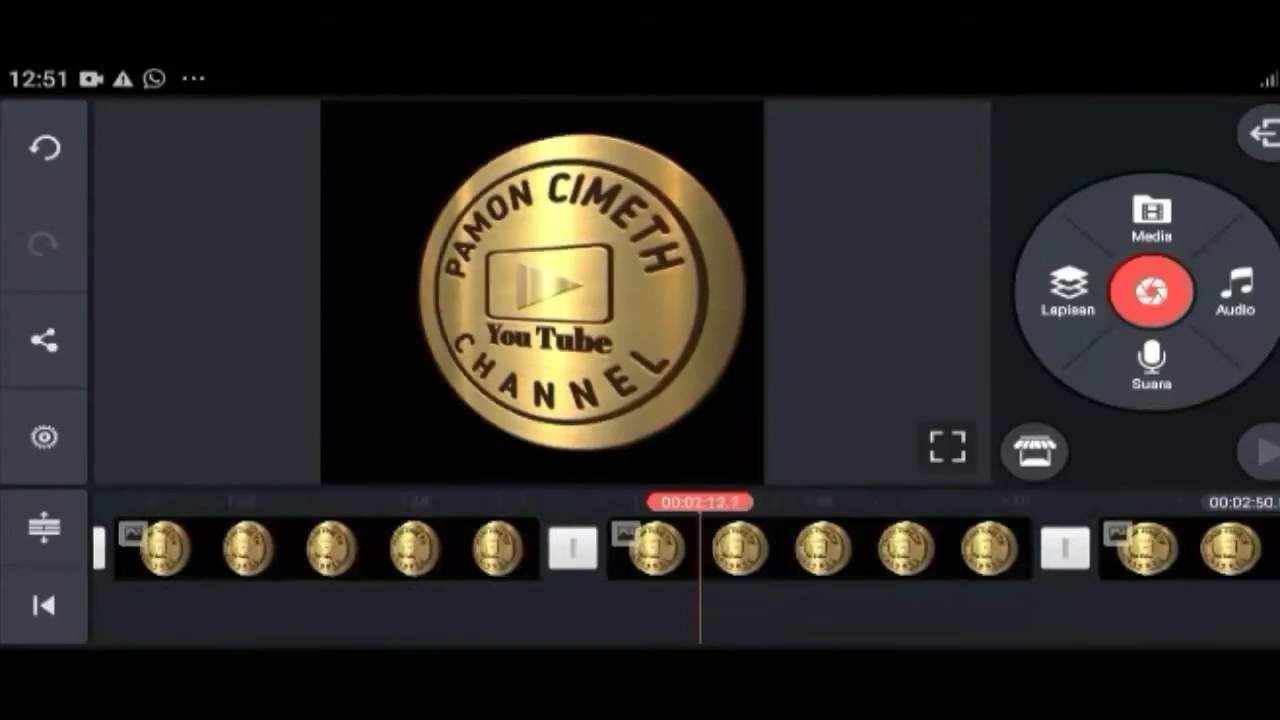 12:51
PAMON CIMETH
You Tube
CHANNEL
Media
Lapisan
Audio
Suara
00:02:12.7
00:02:50.